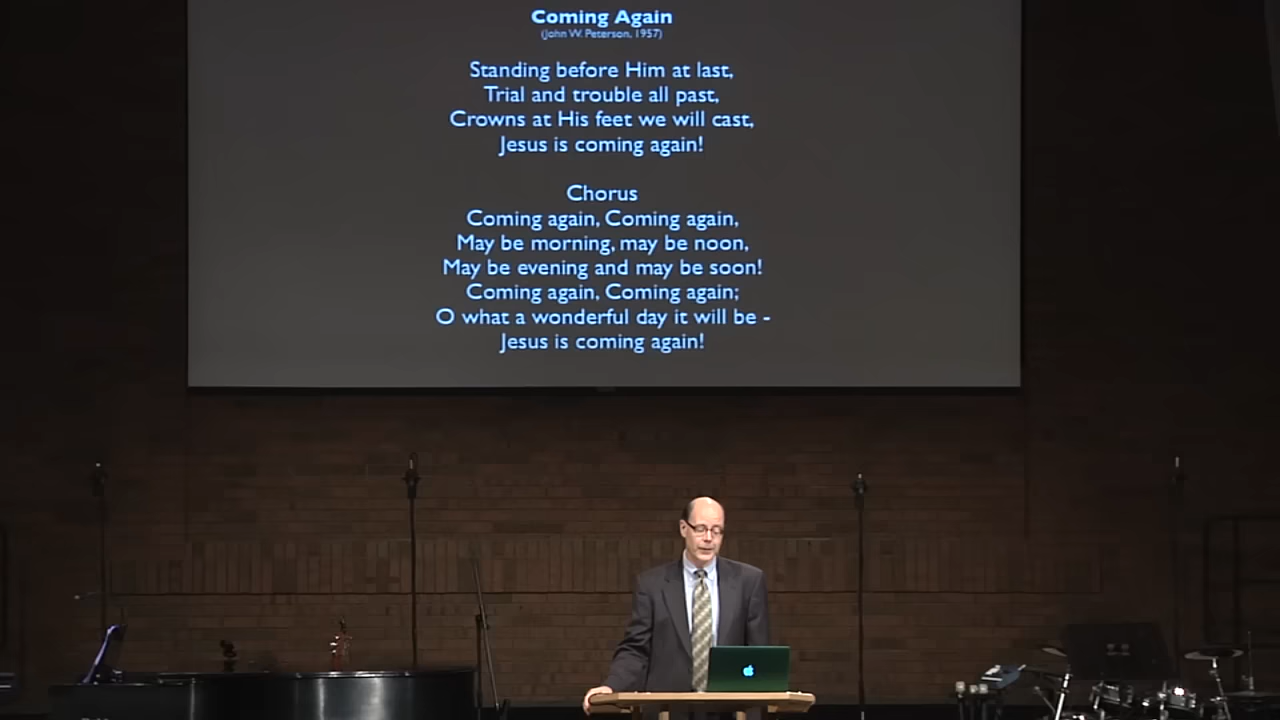 Coming Again
(John W. Peterson, 1957)
Standing before Him at last,
Trial and trouble all past,
Crowns at His feet we will cast,
Jesus is coming again!
Chorus
Coming again, Coming again,
May be morning, may be noon,
May be evening and may be soon!
Coming again, Coming again;
O what a wonderful day it will be -
Jesus is coming again!